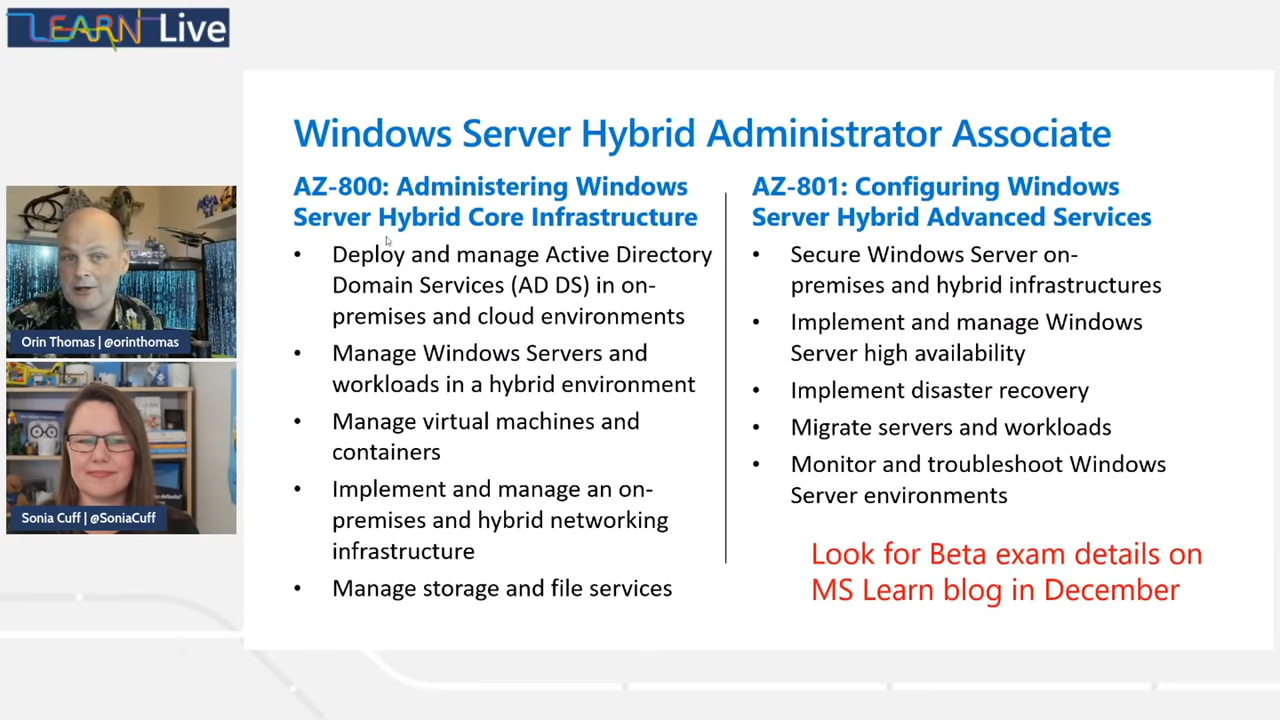 LEARN Live
Windows Server Hybrid Administrator Associate
AZ-800: Administering Windows
Server Hybrid Core Infrastructure
• Deploy and manage Active Directory
Domain Services (AD DS) in on-
premises and cloud environments
• Manage Windows Servers and
workloads in a hybrid environment
• Manage virtual machines and
containers
• Implement and manage an on-
premises and hybrid networking
infrastructure
• Manage storage and file services
AZ-801: Configuring Windows
Server Hybrid Advanced Services
• Secure Windows Server on-
premises and hybrid infrastructures
• Implement and manage Windows
Server high availability
• Implement disaster recovery
• Migrate servers and workloads
• Monitor and troubleshoot Windows
Server environments
Look for Beta exam details on
MS Learn blog in December
Orin Thomas | @orinthomas
Sonia Cuff | @SoniaCuff